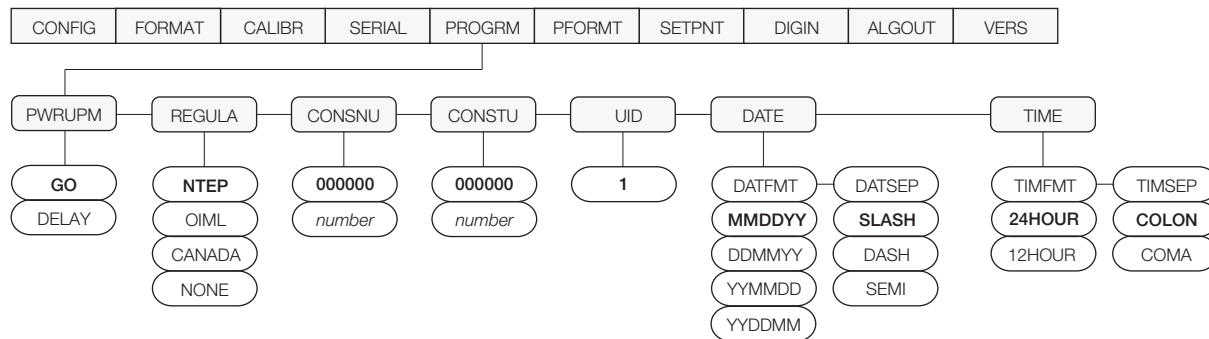 CONFIG FORMAT CALIBR SERIAL PROGRM PFORMT SETPNT DIGIN ALGOUT VERS
PWRUPM REGULA CONSNU CONSTU UID DATE TIME
GO NTEP 000000 000000 1 DATFMT DATSEP TIMFMT TIMSEP
DELAY OIML number number MMDDYY SLASH 24HOUR COLON
CANADA DDMMYY DASH 12HOUR COMA
NONE YYMMDD SEMI
YYDDMM